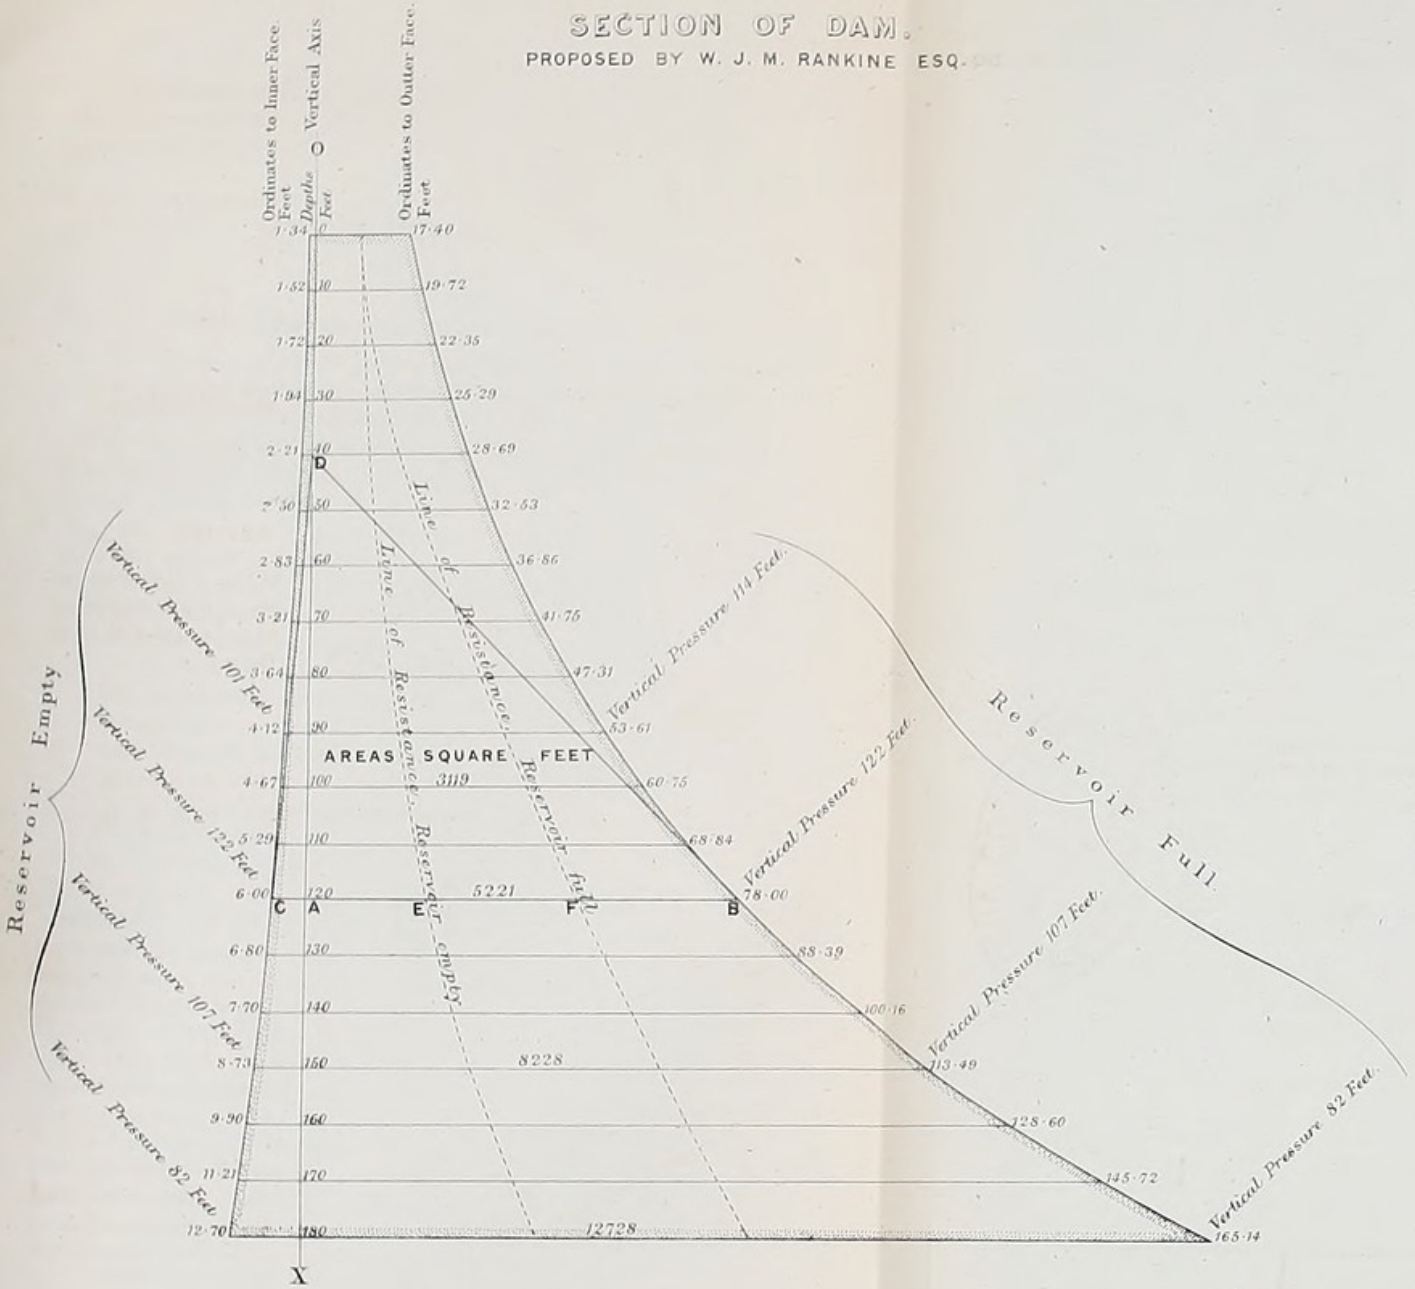 SECTION OF DAM.
PROPOSED BY W. J. M. RANKINE ESQ.
Ordinates to Inner Face.
Feet
O Vertical Axis
Depths
Feet
Ordinates to Outter Face.
Feet
1·34 0 17·40
1·52 10 19·72
1·72 20 22·35
1·94 30 25·29
2·21 40 28·69
D
2·50 50 32·53
2·83 60 36·86
3·21 70 41·75
3·64 80 47·31
4·12 90 53·61
AREAS SQUARE FEET
4·67 100 3119 60·75
5·29 110 68·84
6·00 120 5221 78·00
C A E F B
6·80 130 88·39
7·70 140 100·16
8·73 150 8228 113·49
9·90 160 128·60
11·21 170 145·72
12·70 180 12728 165·14
X
Line of Resistance, Reservoir empty
Line of Resistance, Reservoir full
Reservoir Empty
Vertical Pressure 101 Feet
Vertical Pressure 122 Feet
Vertical Pressure 107 Feet
Vertical Pressure 82 Feet
Reservoir Full
Vertical Pressure 114 Feet.
Vertical Pressure 122 Feet.
Vertical Pressure 107 Feet.
Vertical Pressure 82 Feet.